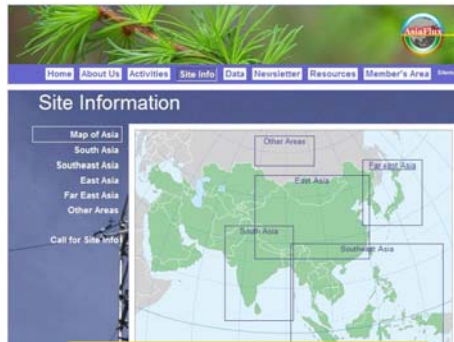 AsiaFlux
Home About Us Activities Site Info Data Newsletter Resources Member's Area
Site Information
Map of Asia
South Asia
Southeast Asia
East Asia
Far East Asia
Other Areas
Call for Site Info
Other Areas
Far east Asia
East Asia
South Asia
Southeast Asia